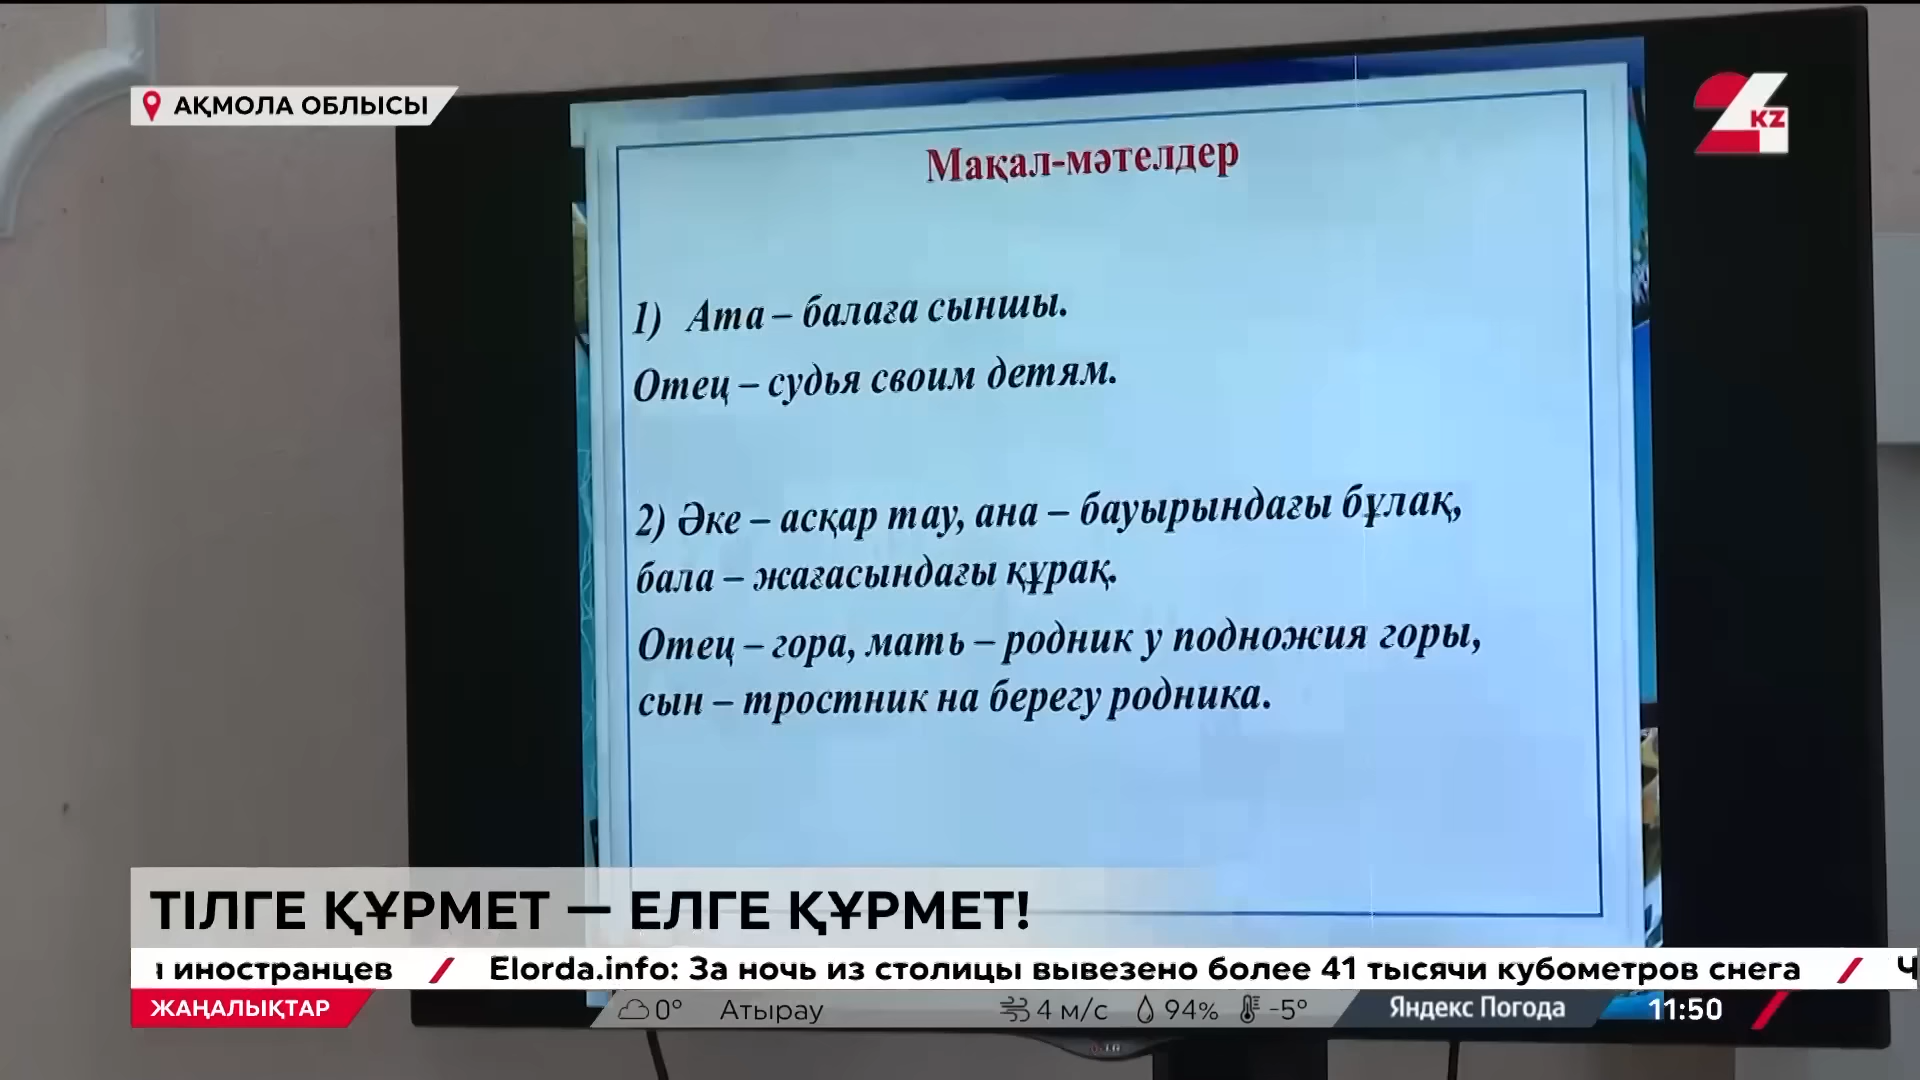 АҚМОЛА ОБЛЫСЫ
24 KZ
Мақал-мәтелдер
1) Ата – балаға сыншы.
Отец – судья своим детям.
2) Әке – асқар тау, ана – бауырындағы бұлақ,
бала – жағасындағы құрақ.
Отец – гора, мать – родник у подножия горы,
сын – тростник на берегу родника.
ТІЛГЕ ҚҰРМЕТ — ЕЛГЕ ҚҰРМЕТ!
иностранцев / Elorda.info: За ночь из столицы вывезено более 41 тысячи кубометров снега / Ч
ЖАҢАЛЫҚТАР 0° Атырау 4 м/с 94% -5° Яндекс Погода 11:50